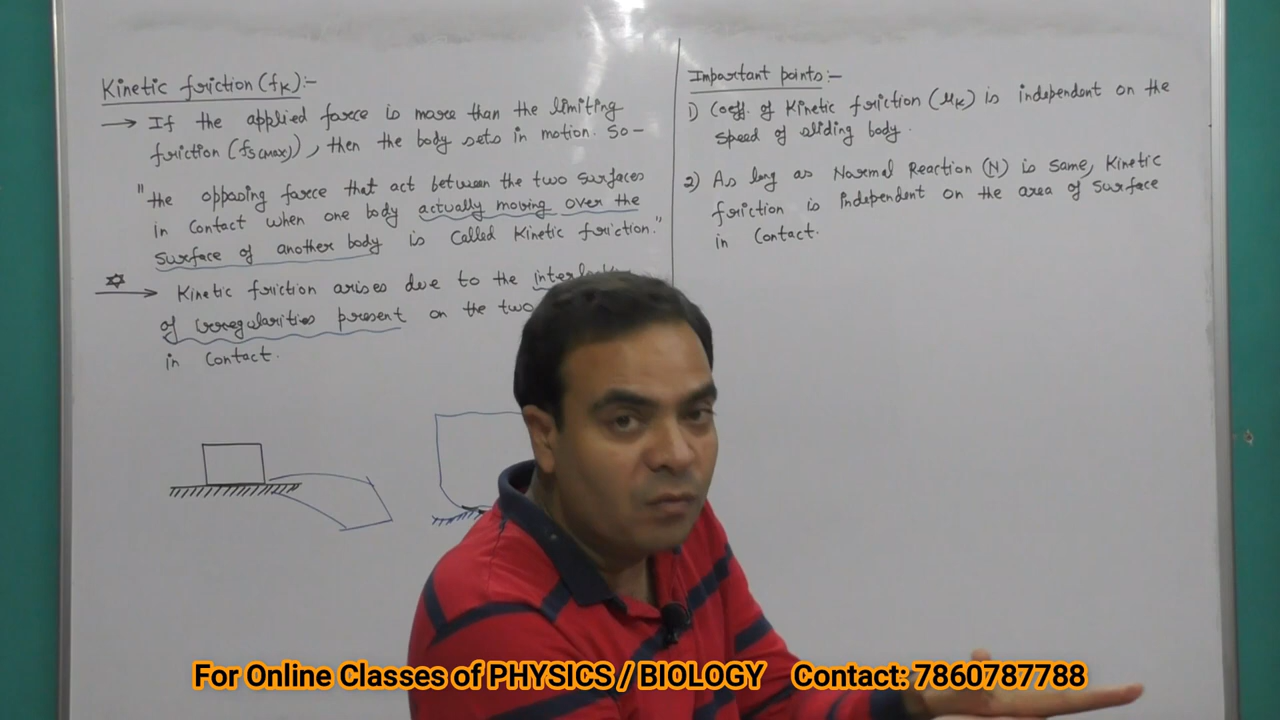 Kinetic friction (fK):-
→ If the applied force is more than the limiting
friction (fs(max)), then the body sets in motion. So-
"the opposing force that act between the two surfaces
in contact when one body actually moving over the
surface of another body is called Kinetic friction."
→ Kinetic friction arises due to the
of irregularities present on the two
in contact.
Important points:-
1) Coeff. of Kinetic friction (μK) is independent on the
speed of sliding body.
2) As long as Normal Reaction (N) is same, Kinetic
friction is independent on the area of surface
in contact.
For Online Classes of PHYSICS / BIOLOGY Contact: 7860787788